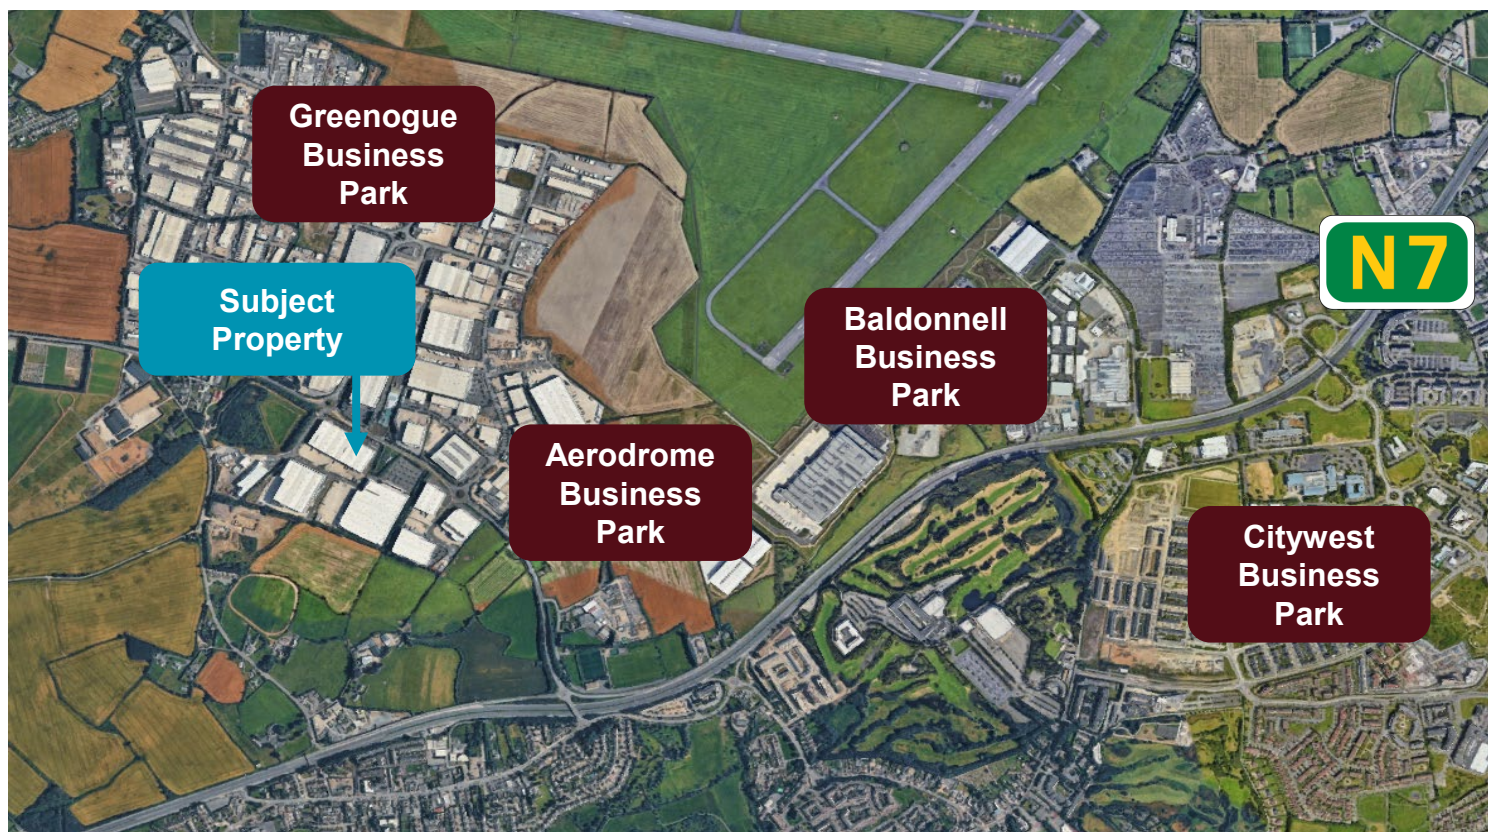 Greenogue
Business
Park
Subject
Property
N7
Baldonnell
Business
Park
Aerodrome
Business
Park
Citywest
Business
Park